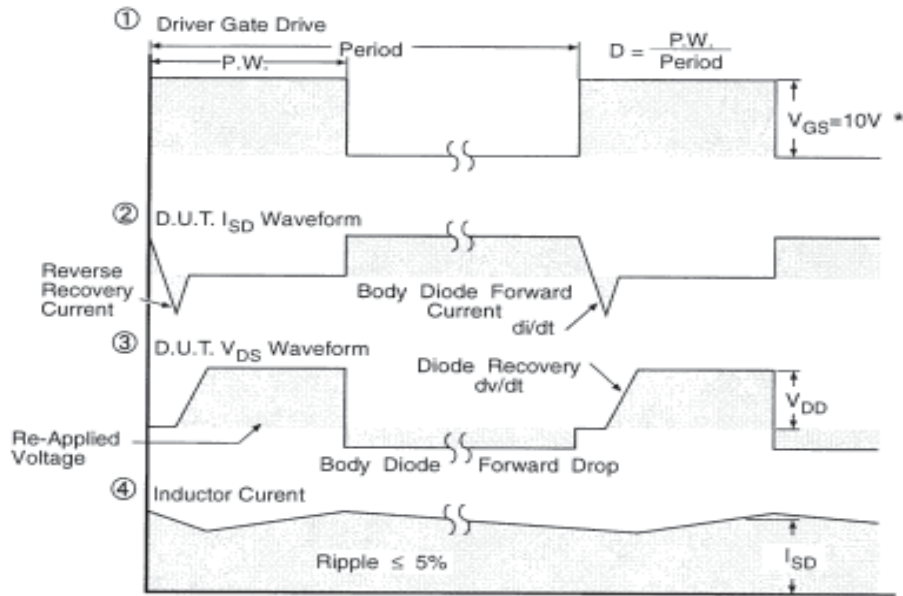 ① Driver Gate Drive
Period
P.W.
D = P.W. / Period
V_GS=10V *
② D.U.T. I_SD Waveform
Reverse
Recovery
Current
Body Diode Forward
Current
di/dt
③ D.U.T. V_DS Waveform
Diode Recovery
dv/dt
V_DD
Re-Applied
Voltage
Body Diode Forward Drop
④ Inductor Curent
Ripple ≤ 5%
I_SD